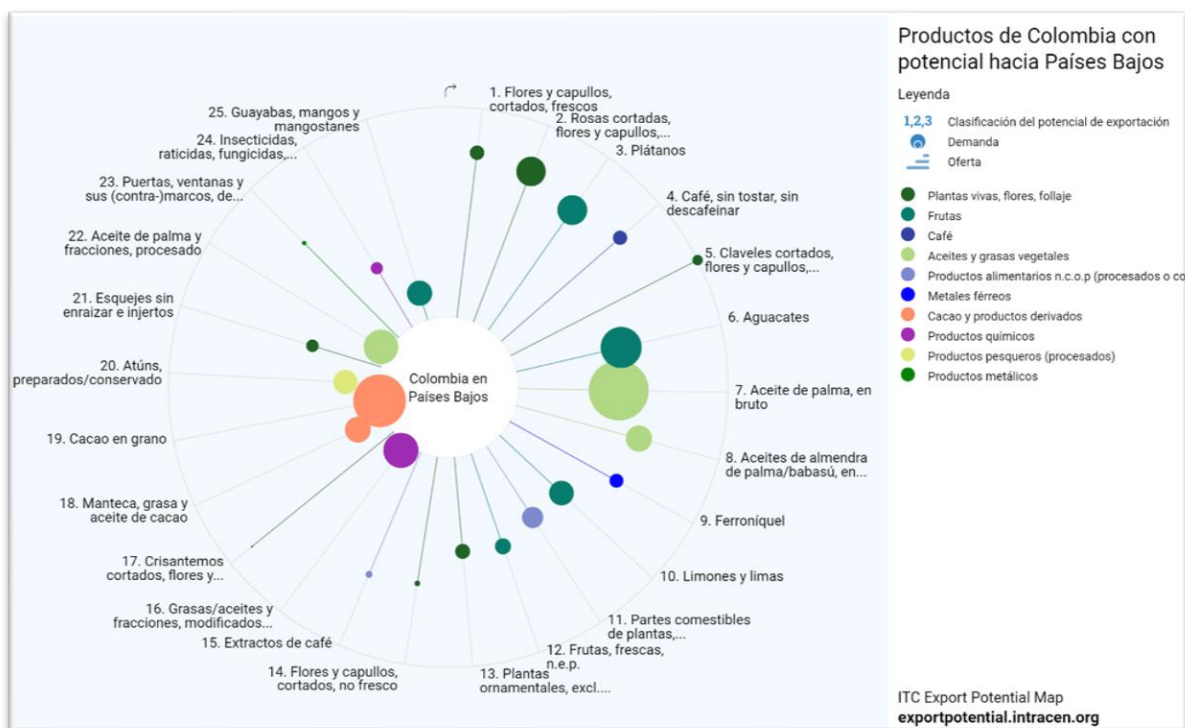 Productos de Colombia con
potencial hacia Países Bajos
Leyenda
1,2,3 Clasificación del potencial de exportación
Demanda
Oferta
Plantas vivas, flores, follaje
Frutas
Café
Aceites y grasas vegetales
Productos alimentarios n.c.o.p (procesados o co
Metales férreos
Cacao y productos derivados
Productos químicos
Productos pesqueros (procesados)
Productos metálicos
1. Flores y capullos,
cortados, frescos
2. Rosas cortadas,
flores y capullos,...
3. Plátanos
4. Café, sin tostar, sin
descafeinar
5. Claveles cortados,
flores y capullos,...
6. Aguacates
7. Aceite de palma, en
bruto
8. Aceites de almendra
de palma/babasú, en...
9. Ferroníquel
10. Limones y limas
11. Partes comestibles
de plantas,...
12. Frutas, frescas,
n.e.p.
13. Plantas
ornamentales, excl....
14. Flores y capullos,
cortados, no fresco
15. Extractos de café
16. Grasas/aceites y
fracciones, modificados...
17. Crisantemos
cortados, flores y...
18. Manteca, grasa y
aceite de cacao
19. Cacao en grano
20. Atúns,
preparados/conservado
21. Esquejes sin
enraizar e injertos
22. Aceite de palma y
fracciones, procesado
23. Puertas, ventanas y
sus (contra-)marcos, de...
24. Insecticidas,
raticidas, fungicidas,...
25. Guayabas, mangos y
mangostanes
Colombia en
Países Bajos
ITC Export Potential Map
exportpotential.intracen.org